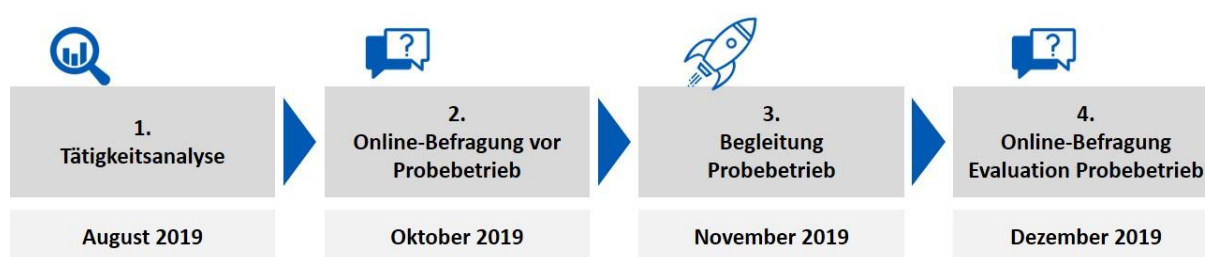 1.
Tätigkeitsanalyse
August 2019
2.
Online-Befragung vor
Probebetrieb
Oktober 2019
3.
Begleitung
Probebetrieb
November 2019
4.
Online-Befragung
Evaluation Probebetrieb
Dezember 2019